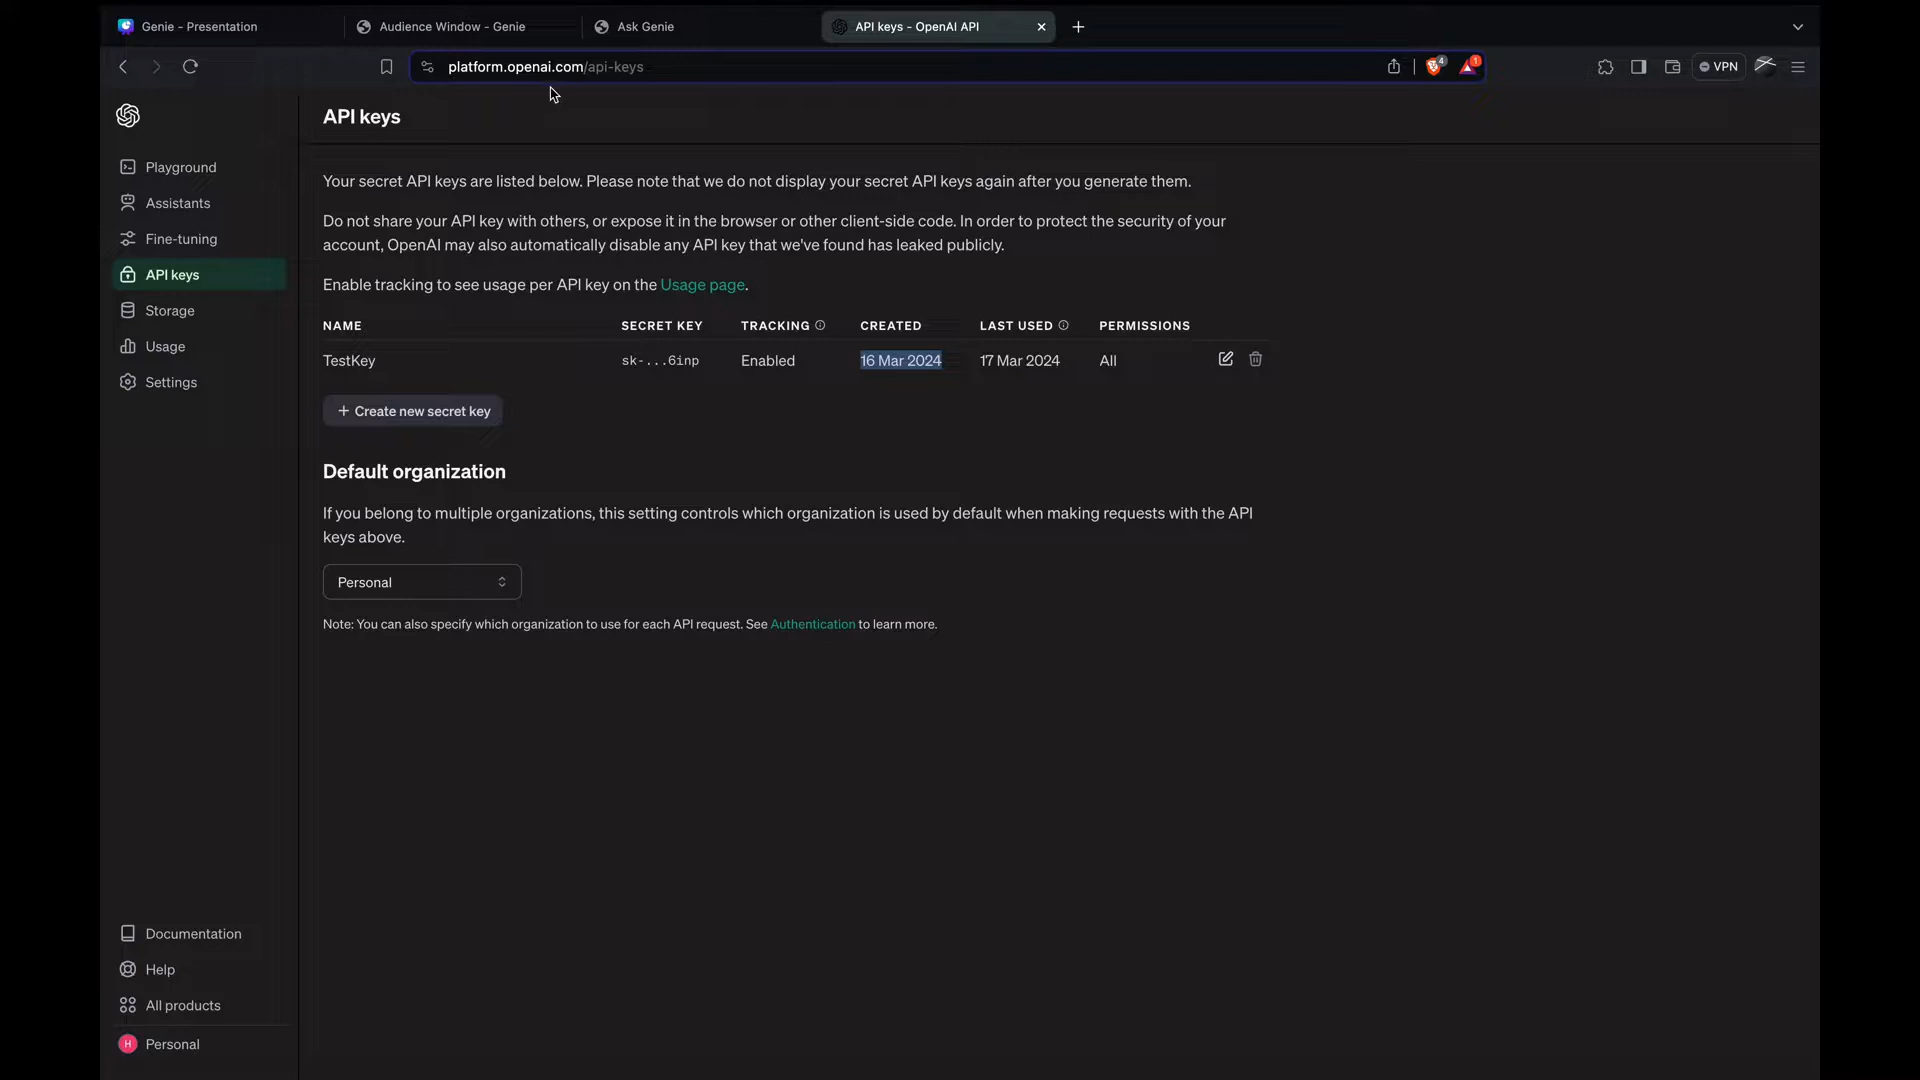 Genie - Presentation
Audience Window - Genie
Ask Genie
API keys - OpenAI API
platform.openai.com/api-keys
4
1
VPN
API keys
Playground
Assistants
Fine-tuning
API keys
Storage
Usage
Settings
Your secret API keys are listed below. Please note that we do not display your secret API keys again after you generate them.
Do not share your API key with others, or expose it in the browser or other client-side code. In order to protect the security of your
account, OpenAI may also automatically disable any API key that we've found has leaked publicly.
Enable tracking to see usage per API key on the Usage page.
NAME SECRET KEY TRACKING CREATED LAST USED PERMISSIONS
TestKey sk-...6inp Enabled 16 Mar 2024 17 Mar 2024 All
+ Create new secret key
Default organization
If you belong to multiple organizations, this setting controls which organization is used by default when making requests with the API
keys above.
Personal
Note: You can also specify which organization to use for each API request. See Authentication to learn more.
Documentation
Help
All products
H Personal